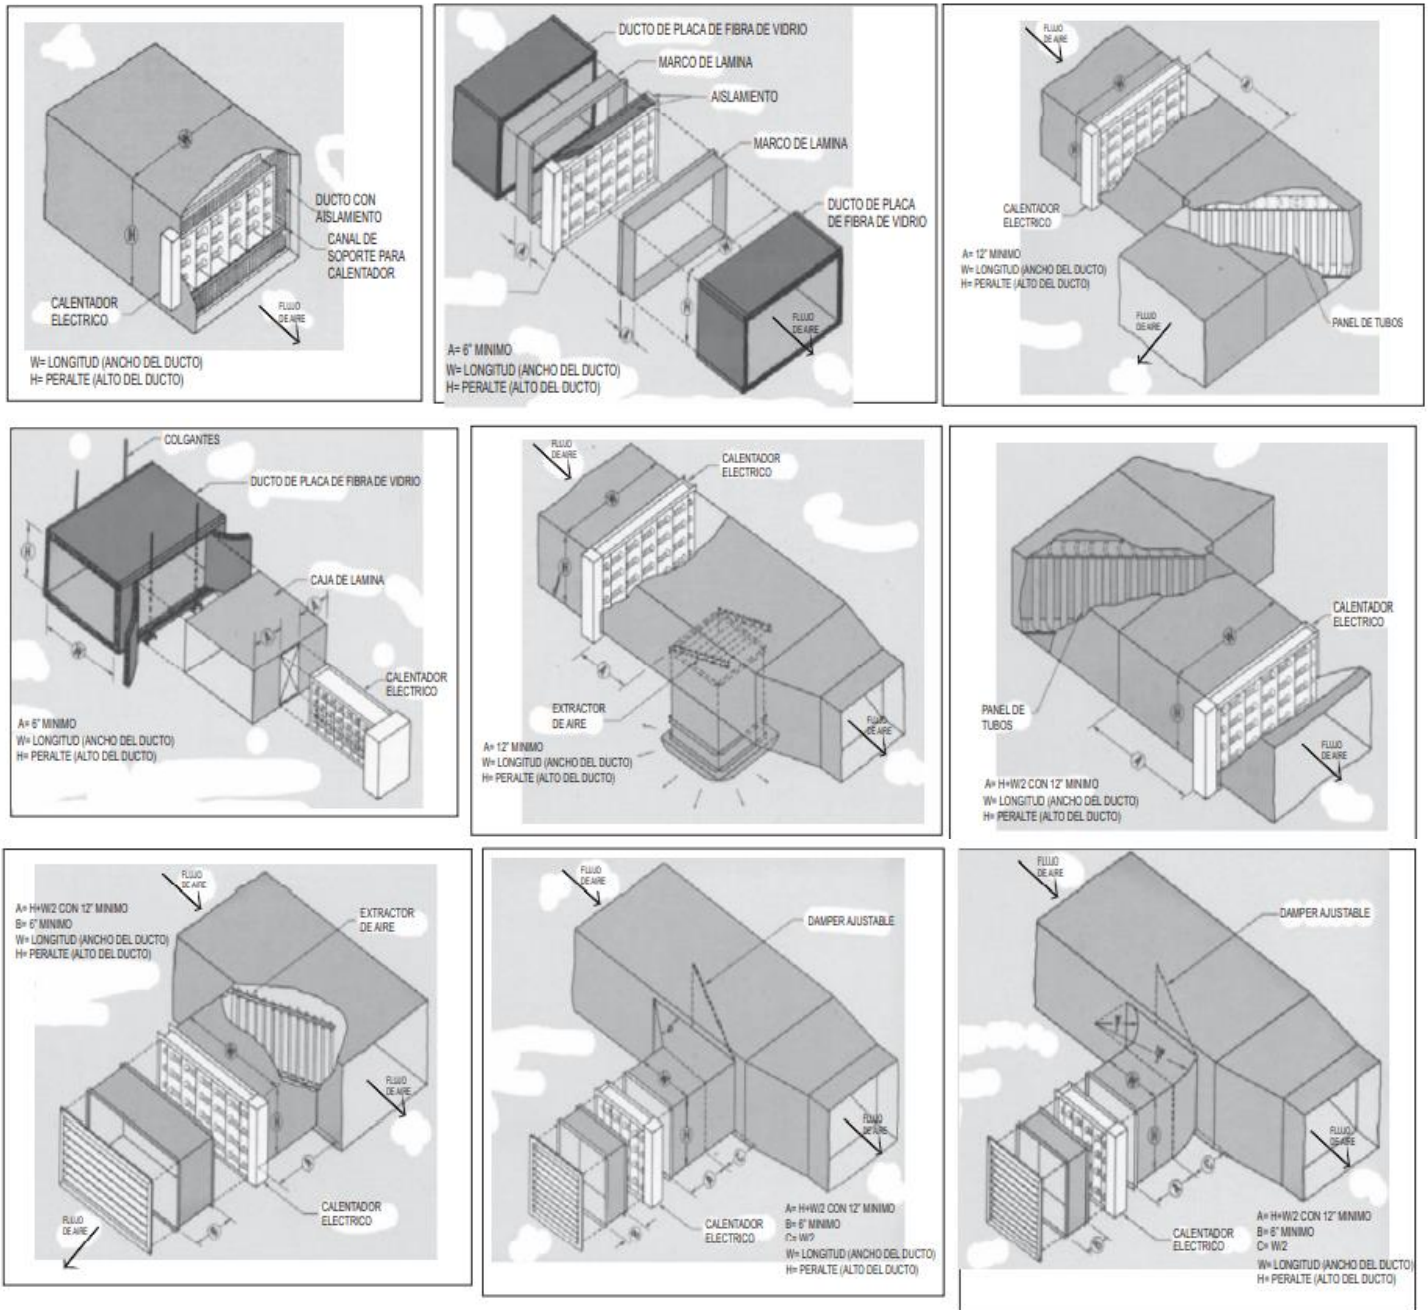 DUCTO CON
AISLAMIENTO
CANAL DE
SOPORTE PARA
CALENTADOR
CALENTADOR
ELECTRICO
FLUJO
DE AIRE
W
H
W= LONGITUD (ANCHO DEL DUCTO)
H= PERALTE (ALTO DEL DUCTO)
DUCTO DE PLACA DE FIBRA DE VIDRIO
MARCO DE LAMINA
AISLAMIENTO
MARCO DE LAMINA
DUCTO DE PLACA
DE FIBRA DE VIDRIO
A
A
W
H
FLUJO
DE AIRE
A= 6" MINIMO
W= LONGITUD (ANCHO DEL DUCTO)
H= PERALTE (ALTO DEL DUCTO)
FLUJO
DE AIRE
W
A
H
CALENTADOR
ELECTRICO
A= 12" MINIMO
W= LONGITUD (ANCHO DEL DUCTO)
H= PERALTE (ALTO DEL DUCTO)
FLUJO
DE AIRE
PANEL DE TUBOS
COLGANTES
DUCTO DE PLACA DE FIBRA DE VIDRIO
H
CAJA DE LAMINA
A
A
W
CALENTADOR
ELECTRICO
A= 6" MINIMO
W= LONGITUD (ANCHO DEL DUCTO)
H= PERALTE (ALTO DEL DUCTO)
FLUJO
DE AIRE
CALENTADOR
ELECTRICO
W
H
A
EXTRACTOR
DE AIRE
FLUJO
DE AIRE
A= 12" MINIMO
W= LONGITUD (ANCHO DEL DUCTO)
H= PERALTE (ALTO DEL DUCTO)
CALENTADOR
ELECTRICO
W
H
PANEL DE
TUBOS
A
FLUJO
DE AIRE
A= H+W/2 CON 12" MINIMO
W= LONGITUD (ANCHO DEL DUCTO)
H= PERALTE (ALTO DEL DUCTO)
FLUJO
DE AIRE
A= H+W/2 CON 12" MINIMO
B= 6" MINIMO
W= LONGITUD (ANCHO DEL DUCTO)
H= PERALTE (ALTO DEL DUCTO)
EXTRACTOR
DE AIRE
W
H
FLUJO
DE AIRE
A
CALENTADOR
ELECTRICO
FLUJO
DE AIRE
B
FLUJO
DE AIRE
DAMPER AJUSTABLE
W
H
FLUJO
DE AIRE
C
A
B
CALENTADOR
ELECTRICO
A= H+W/2 CON 12" MINIMO
B= 6" MINIMO
C= W/2
W= LONGITUD (ANCHO DEL DUCTO)
H= PERALTE (ALTO DEL DUCTO)
FLUJO
DE AIRE
DAMPER AJUSTABLE
W
H
FLUJO
DE AIRE
C
A
B
CALENTADOR
ELECTRICO
A= H+W/2 CON 12" MINIMO
B= 6" MINIMO
C= W/2
W= LONGITUD (ANCHO DEL DUCTO)
H= PERALTE (ALTO DEL DUCTO)